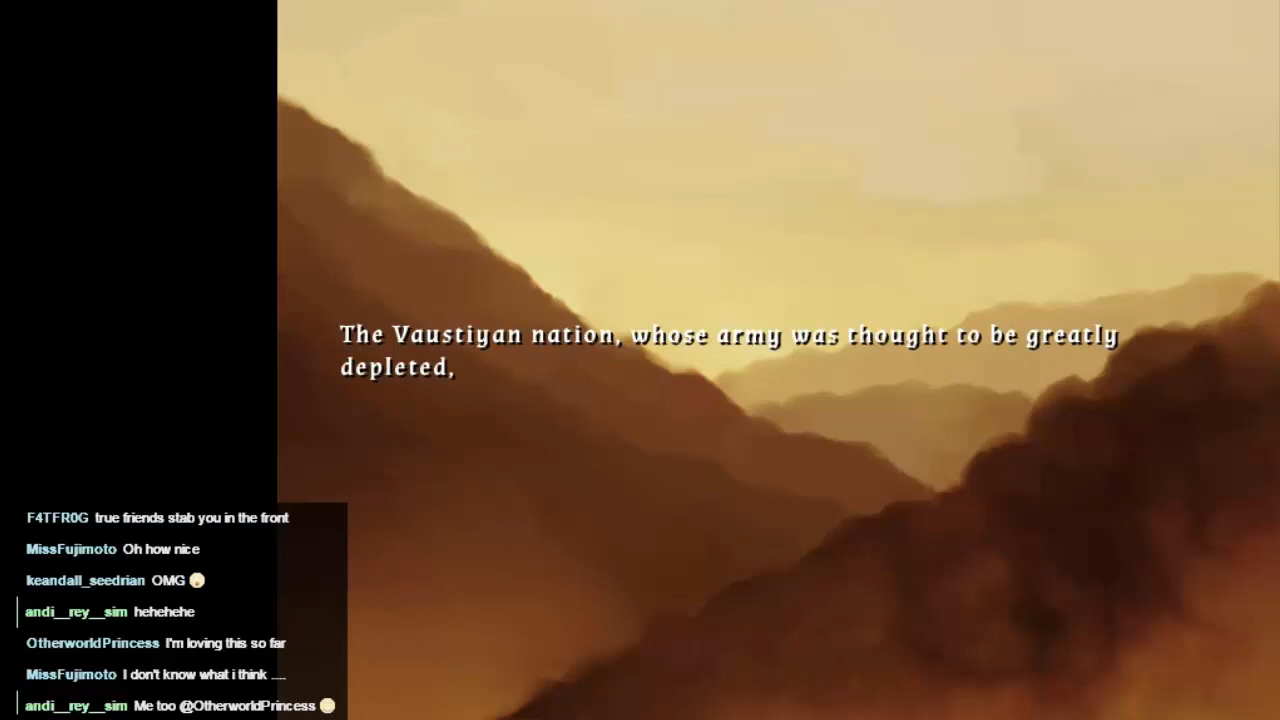 The Vaustiyan nation, whose army was thought to be greatly
depleted,
F4TFR0G true friends stab you in the front
MissFujimoto Oh how nice
keandall_seedrian OMG
andi__rey__sim hehehehe
OtherworldPrincess I'm loving this so far
MissFujimoto I don't know what i think ....
andi__rey__sim Me too @OtherworldPrincess